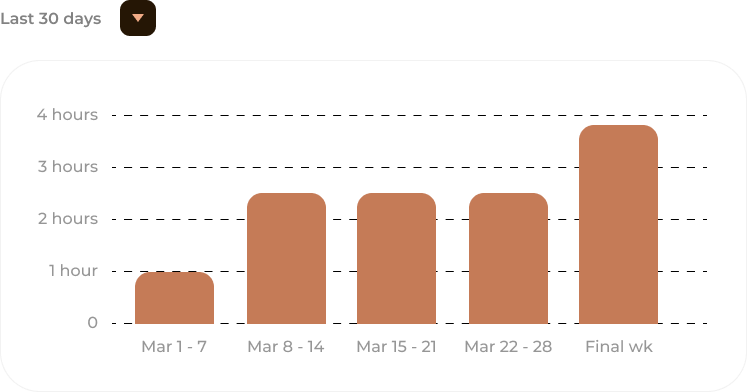 Last 30 days
4 hours
3 hours
2 hours
1 hour
0
Mar 1 - 7 Mar 8 - 14 Mar 15 - 21 Mar 22 - 28 Final wk